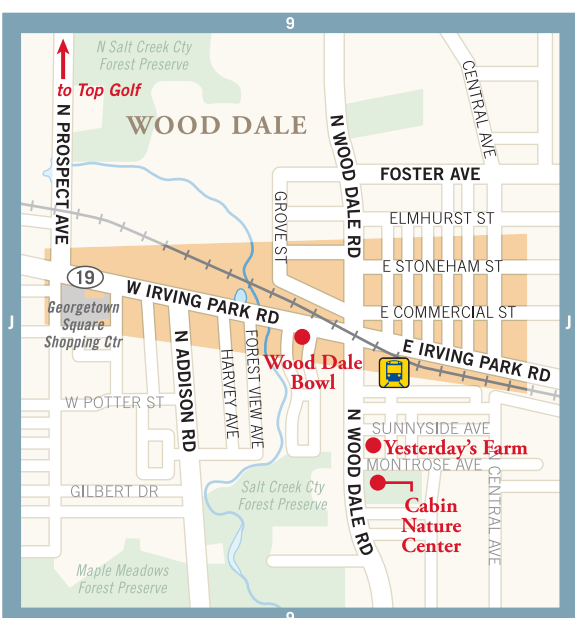 9
N Salt Creek Cty
Forest Preserve
to Top Golf
WOOD DALE
CENTRAL AVE
N PROSPECT AVE
N WOOD DALE RD
FOSTER AVE
GROVE ST
ELMHURST ST
E STONEHAM ST
19
W IRVING PARK RD
Georgetown
Square
Shopping Ctr
E COMMERCIAL ST
J
J
E IRVING PARK RD
N ADDISON RD
HARVEY AVE
FOREST VIEW AVE
Wood Dale
Bowl
W POTTER ST
N WOOD DALE RD
SUNNYSIDE AVE
Yesterday's Farm
MONTROSE AVE
N CENTRAL AVE
GILBERT DR
Salt Creek Cty
Forest Preserve
Cabin
Nature
Center
Maple Meadows
Forest Preserve
9